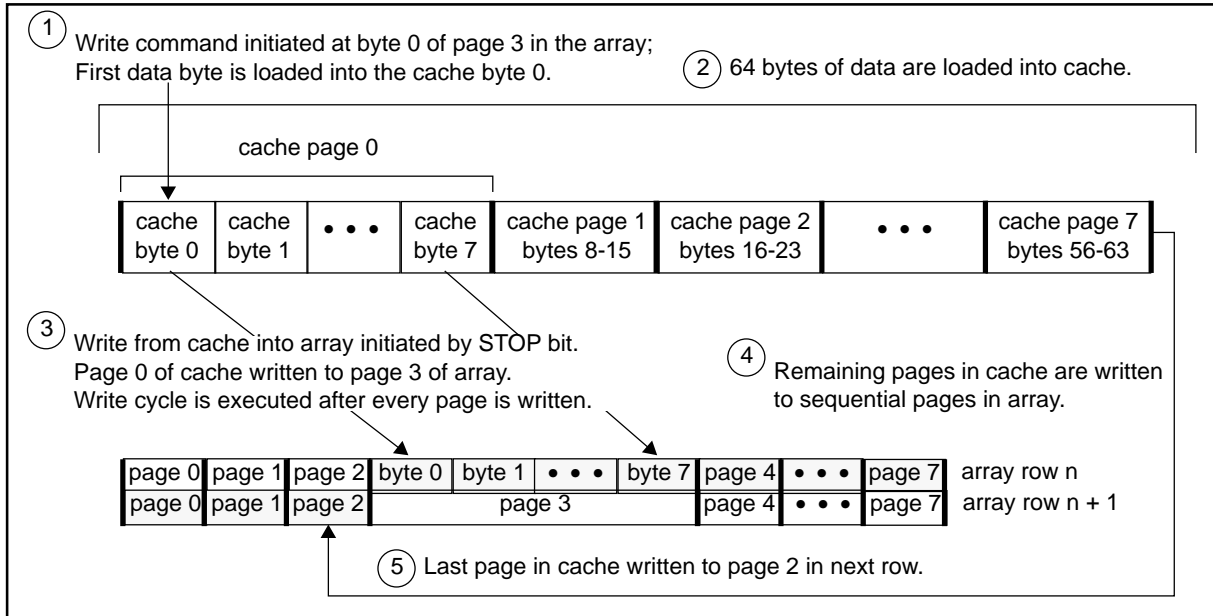 1
Write command initiated at byte 0 of page 3 in the array;
First data byte is loaded into the cache byte 0.
2 64 bytes of data are loaded into cache.
cache page 0
cache byte 0 cache byte 1 • • • cache byte 7 cache page 1 bytes 8-15 cache page 2 bytes 16-23 • • • cache page 7 bytes 56-63
3
Write from cache into array initiated by STOP bit.
Page 0 of cache written to page 3 of array.
Write cycle is executed after every page is written.
4
Remaining pages in cache are written
to sequential pages in array.
page 0 page 1 page 2 byte 0 byte 1 • • • byte 7 page 4 • • • page 7 array row n
page 0 page 1 page 2 page 3 page 4 • • • page 7 array row n + 1
5 Last page in cache written to page 2 in next row.